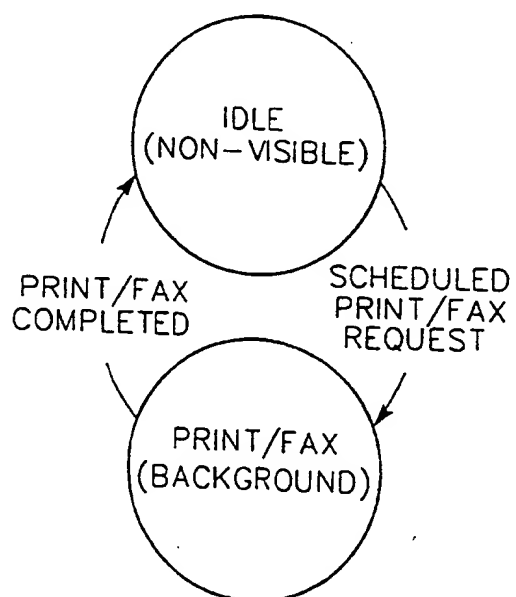 IDLE
(NON-VISIBLE)
PRINT/FAX
COMPLETED
SCHEDULED
PRINT/FAX
REQUEST
PRINT/FAX
(BACKGROUND)